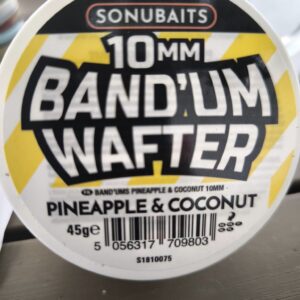 SONUBAITS
10MM
BAND'UM
WAFTER
BAND'UMS PINEAPPLE & COCONUT 10MM
PINEAPPLE & COCONUT
45g e
5 056317 709803
S1810075